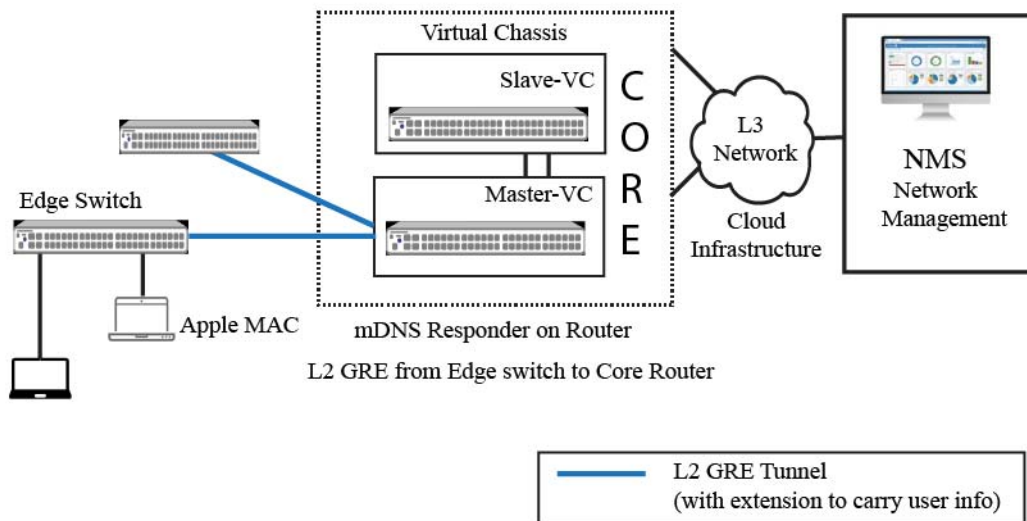 Virtual Chassis
Slave-VC
CORE
Master-VC
Edge Switch
Apple MAC
L3
Network
Cloud
Infrastructure
NMS
Network
Management
mDNS Responder on Router
L2 GRE from Edge switch to Core Router
L2 GRE Tunnel
(with extension to carry user info)